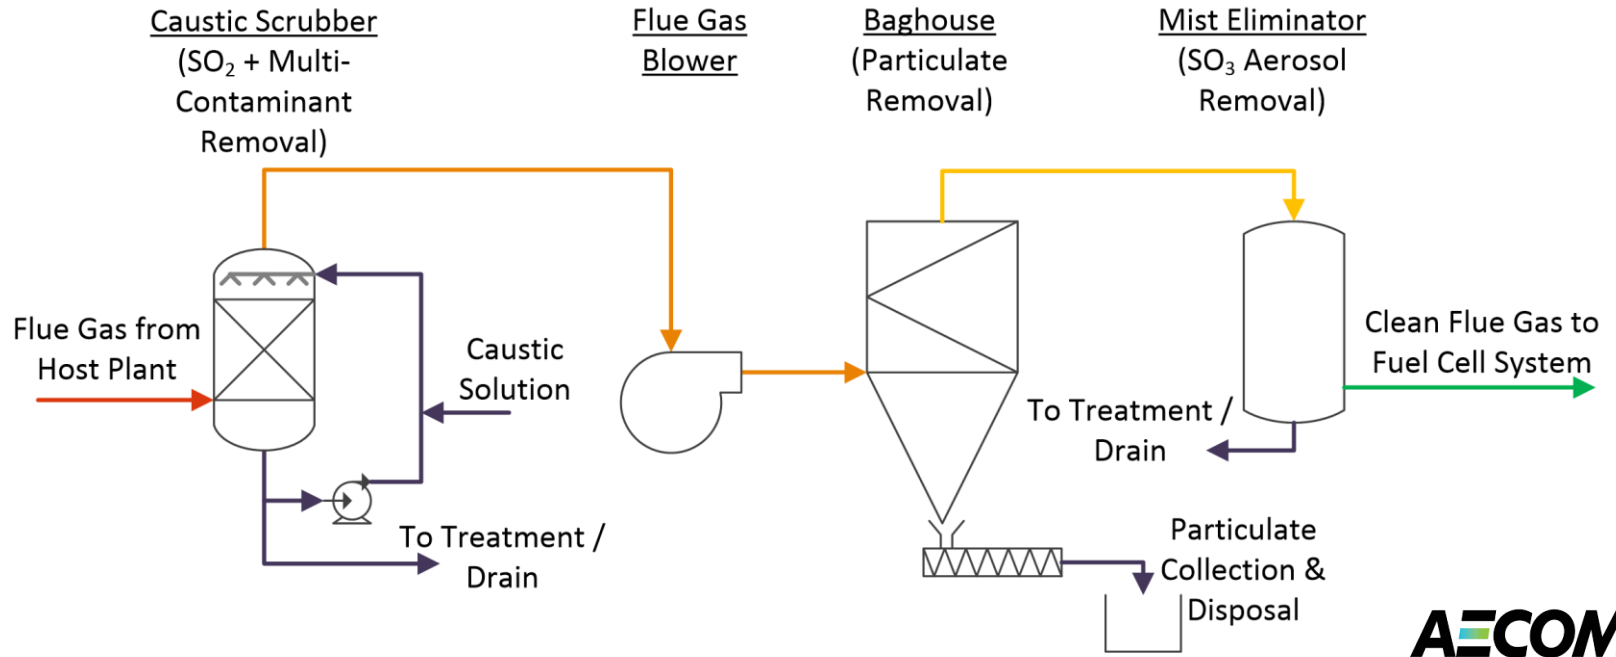 Caustic Scrubber
(SO₂ + Multi-
Contaminant
Removal)
Flue Gas
Blower
Baghouse
(Particulate
Removal)
Mist Eliminator
(SO₃ Aerosol
Removal)
Flue Gas from
Host Plant
Caustic
Solution
To Treatment /
Drain
Clean Flue Gas to
Fuel Cell System
To Treatment /
Drain
Particulate
Collection &
Disposal
AECOM